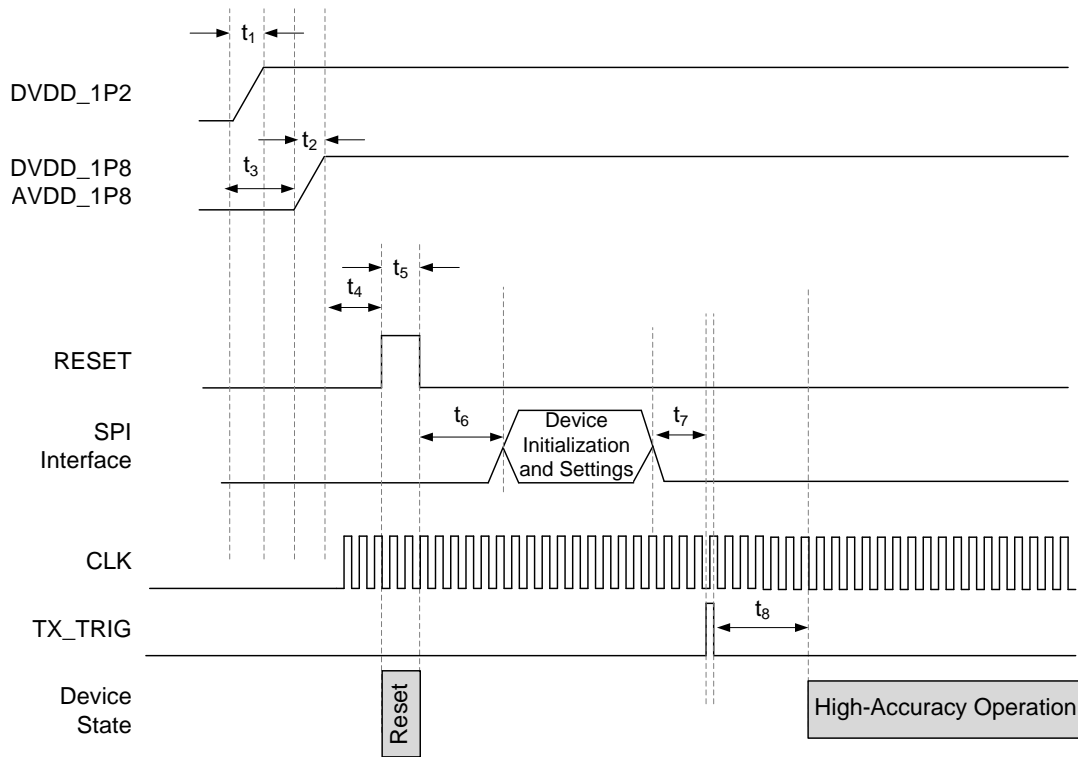 t1
DVDD_1P2
t2
DVDD_1P8
AVDD_1P8
t3
t5
t4
RESET
t6
Device
Initialization
and Settings
t7
SPI
Interface
CLK
TX_TRIG
t8
Device
State
Reset
High-Accuracy Operation